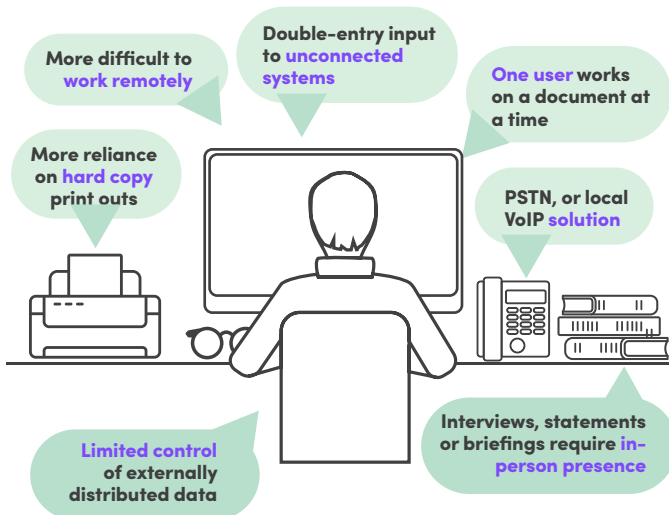 More difficult to
work remotely
Double-entry input
to unconnected
systems
One user works
on a document at
a time
More reliance
on hard copy
print outs
PSTN, or local
VoIP solution
Limited control
of externally
distributed data
Interviews, statements
or briefings require in-
person presence